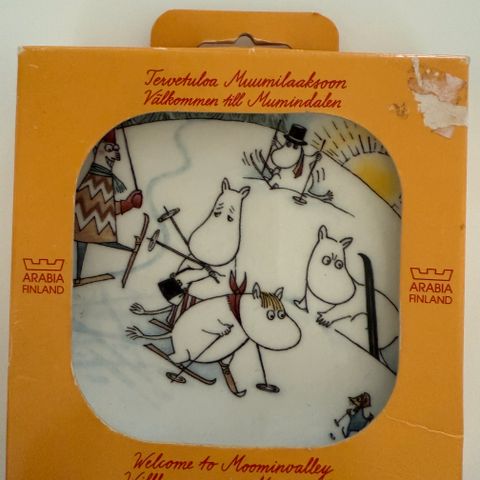 Tervetuloa Muumilaaksoon
Välkommen till Mumindalen
ARABIA
FINLAND
ARABIA
FINLAND
Welcome to Moominvalley